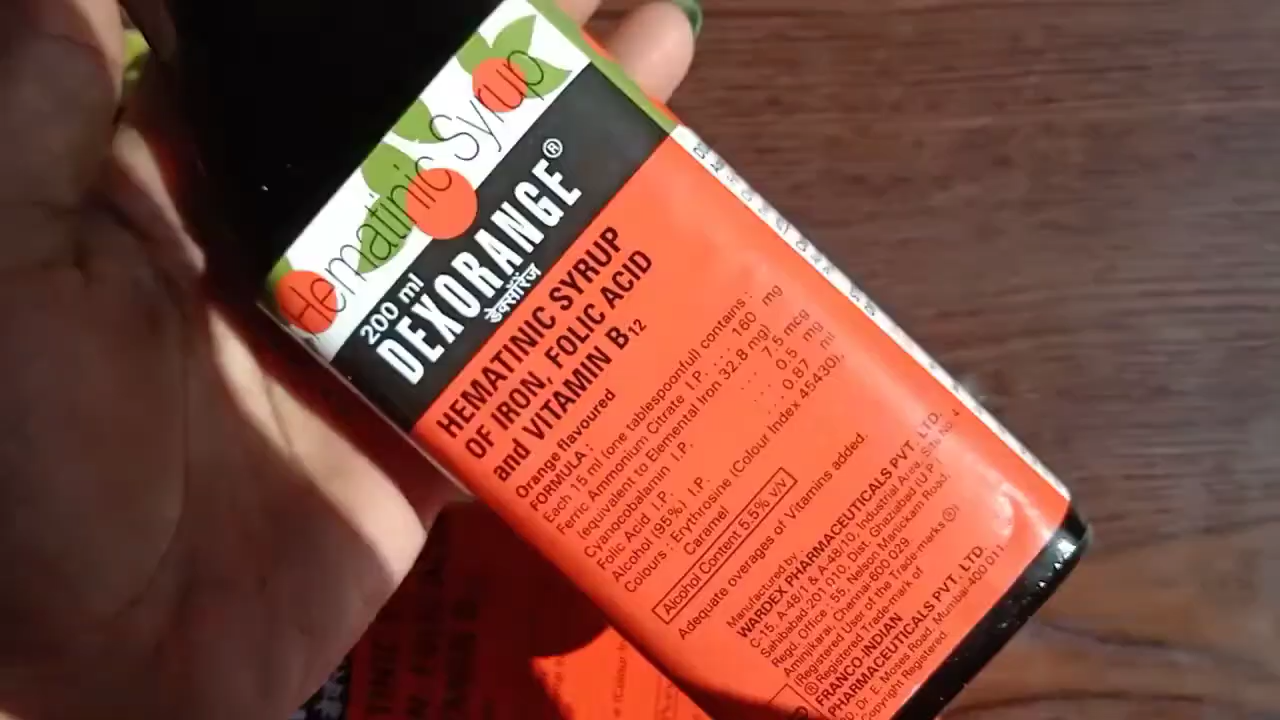 Hematinic Syrup
200 ml
DEXORANGE®
डेक्सोरेंज
HEMATINIC SYRUP
OF IRON, FOLIC ACID
and VITAMIN B12
Orange flavoured
FORMULA :
Each 15 ml (one tablespoonfull contains :
Ferric Ammonium Citrate I.P. : ... 160 mg
(equivalent to Elemental Iron 32.8 mg)
Cyanocobalamin I.P. ... 7.5 mcg
Folic Acid I.P. ... 0.5 mg
Alcohol (95%) I.P. ... 0.87 ml
Colours : Erythrosine (Colour Index 45430),
Caramel
Alcohol Content 5.5% v/v
Adequate overages of Vitamins added.
Manufactured by
WARDEX PHARMACEUTICALS PVT. LTD.
C-15, A-48/1 & A-48/10, Industrial Area, Site No. 4
Sahibabad-201 010, Dist. Ghaziabad (U.P.)
Regd. Office : 55, Nelson Manickam Road,
Aminjikarai, Chennai-600 029
(Registered User of the Trade-marks ®)
®Registered Trade-mark of
FRANCO-INDIAN
PHARMACEUTICALS PVT. LTD.
Dr. E. Moses Road, Mumbai-400 011
Copyright Registered